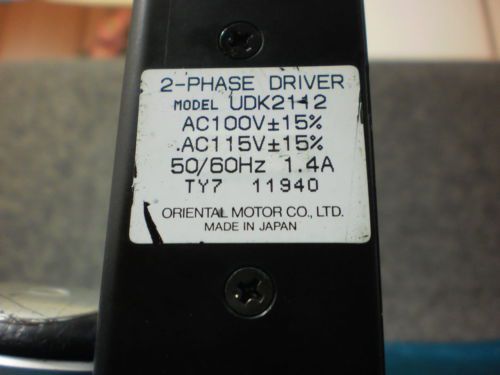 2-PHASE DRIVER
MODEL UDK2112
AC100V±15%
AC115V±15%
50/60Hz 1.4A
TY7 11940
ORIENTAL MOTOR CO., LTD.
MADE IN JAPAN